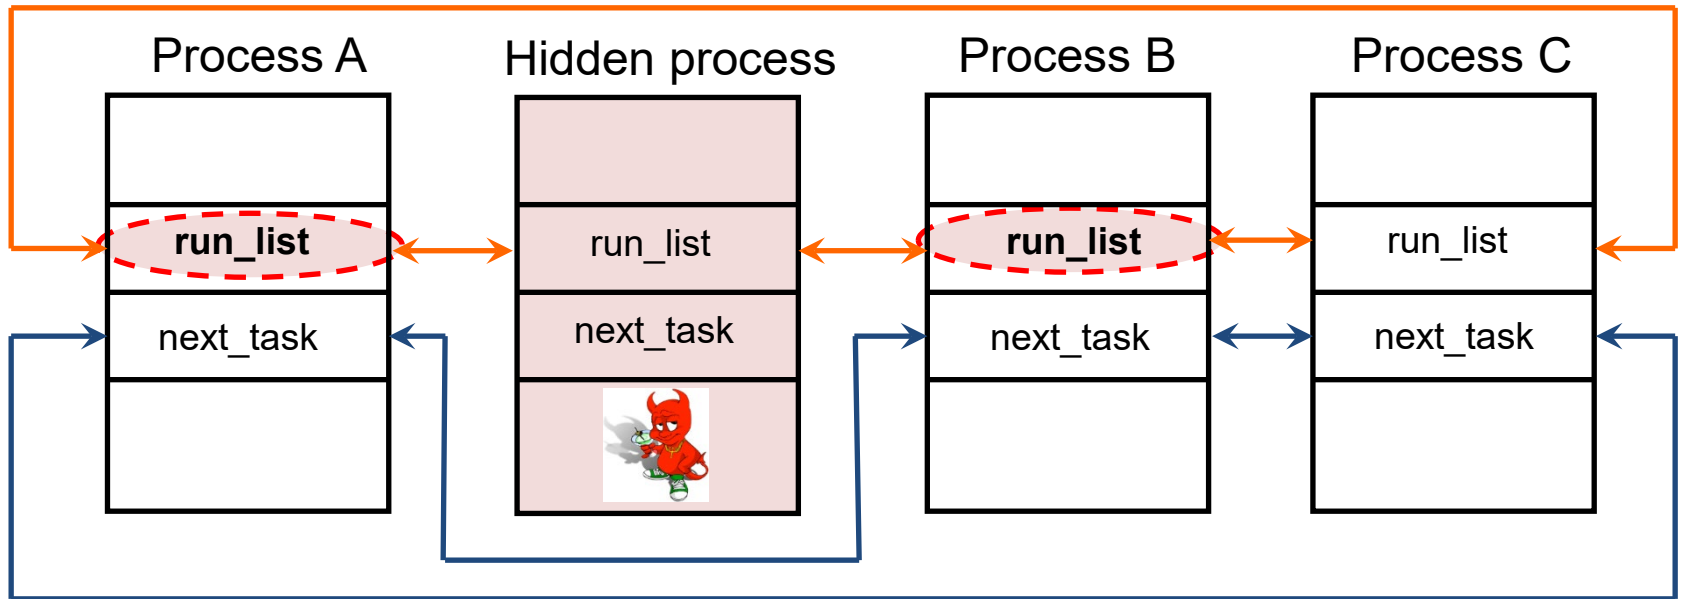 Process A
Hidden process
Process B
Process C
run_list
run_list
run_list
run_list
next_task
next_task
next_task
next_task